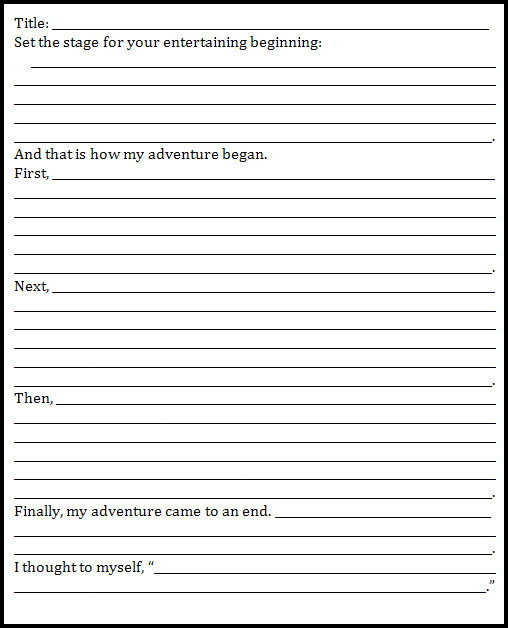 Title:
Set the stage for your entertaining beginning:
.
And that is how my adventure began.
First,
.
Next,
.
Then,
.
Finally, my adventure came to an end.
.
I thought to myself, “
.”